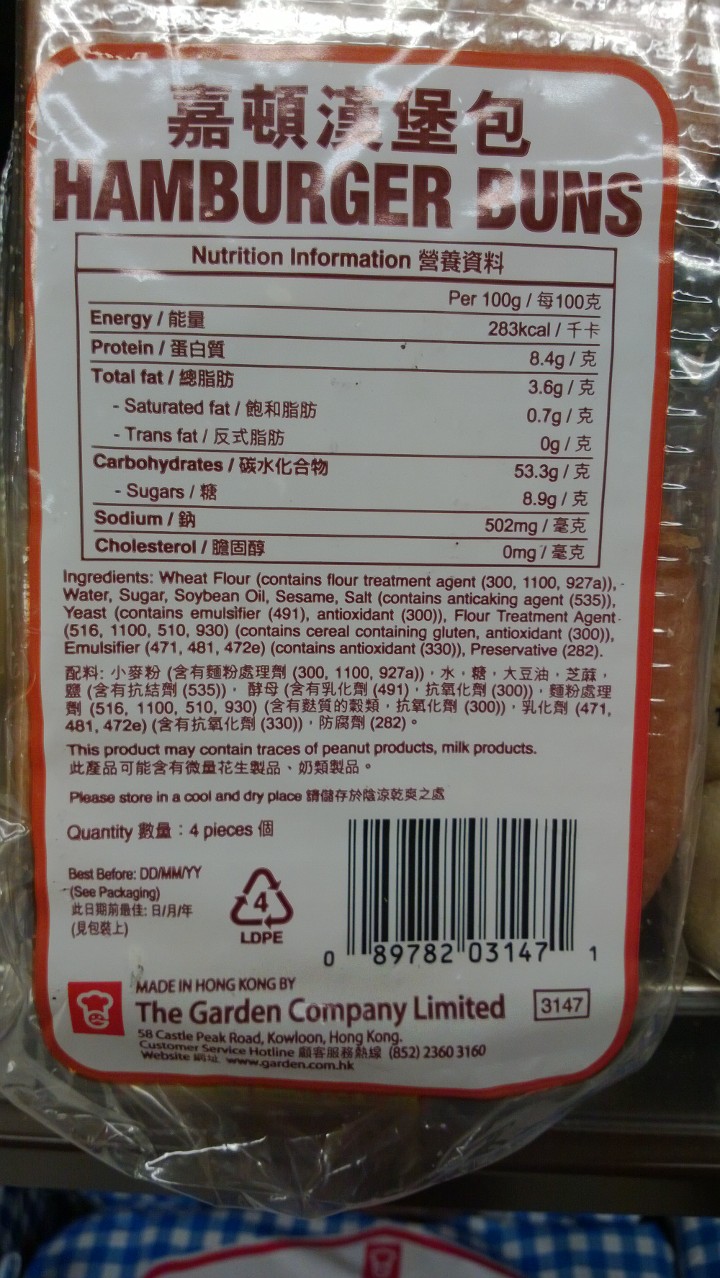 嘉頓漢堡包
HAMBURGER BUNS
Nutrition Information 營養資料
Per 100g / 每100克
Energy / 能量 283kcal / 千卡
Protein / 蛋白質 8.4g / 克
Total fat / 總脂肪 3.6g / 克
- Saturated fat / 飽和脂肪 0.7g / 克
- Trans fat / 反式脂肪 0g / 克
Carbohydrates / 碳水化合物 53.3g / 克
- Sugars / 糖 8.9g / 克
Sodium / 鈉 502mg / 毫克
Cholesterol / 膽固醇 0mg / 毫克
Ingredients: Wheat Flour (contains flour treatment agent (300, 1100, 927a)),
Water, Sugar, Soybean Oil, Sesame, Salt (contains anticaking agent (535)),
Yeast (contains emulsifier (491), antioxidant (300)), Flour Treatment Agent
(516, 1100, 510, 930) (contains cereal containing gluten, antioxidant (300)),
Emulsifier (471, 481, 472e) (contains antioxidant (330)), Preservative (282).
配料: 小麥粉 (含有麵粉處理劑 (300, 1100, 927a))，水，糖，大豆油，芝蔴，
鹽 (含有抗結劑 (535))， 酵母 (含有乳化劑 (491)，抗氧化劑 (300))，麵粉處理
劑 (516, 1100, 510, 930) (含有麩質的穀類，抗氧化劑 (300))，乳化劑 (471,
481, 472e) (含有抗氧化劑 (330))，防腐劑 (282)。
This product may contain traces of peanut products, milk products.
此產品可能含有微量花生製品、奶類製品。
Please store in a cool and dry place 請儲存於陰涼乾爽之處
Quantity 數量：4 pieces 個
Best Before: DD/MM/YY
(See Packaging)
此日期前最佳: 日/月/年
(見包裝上)
4
LDPE
0 89782 03147 1
MADE IN HONG KONG BY
The Garden Company Limited
3147
58 Castle Peak Road, Kowloon, Hong Kong.
Customer Service Hotline 顧客服務熱線 (852) 2360 3160
Website 網址 www.garden.com.hk